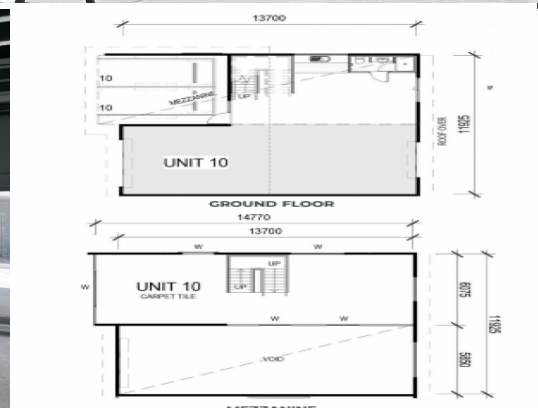 13700
10
10
MEZZANINE
UP
UNIT 10
ROOF OVER
11925
W
GROUND FLOOR
14770
13700
W
W
UP
UP
W
UNIT 10
CARPET TILE
6075
11925
W
W
VOID
5850
MEZZANINE